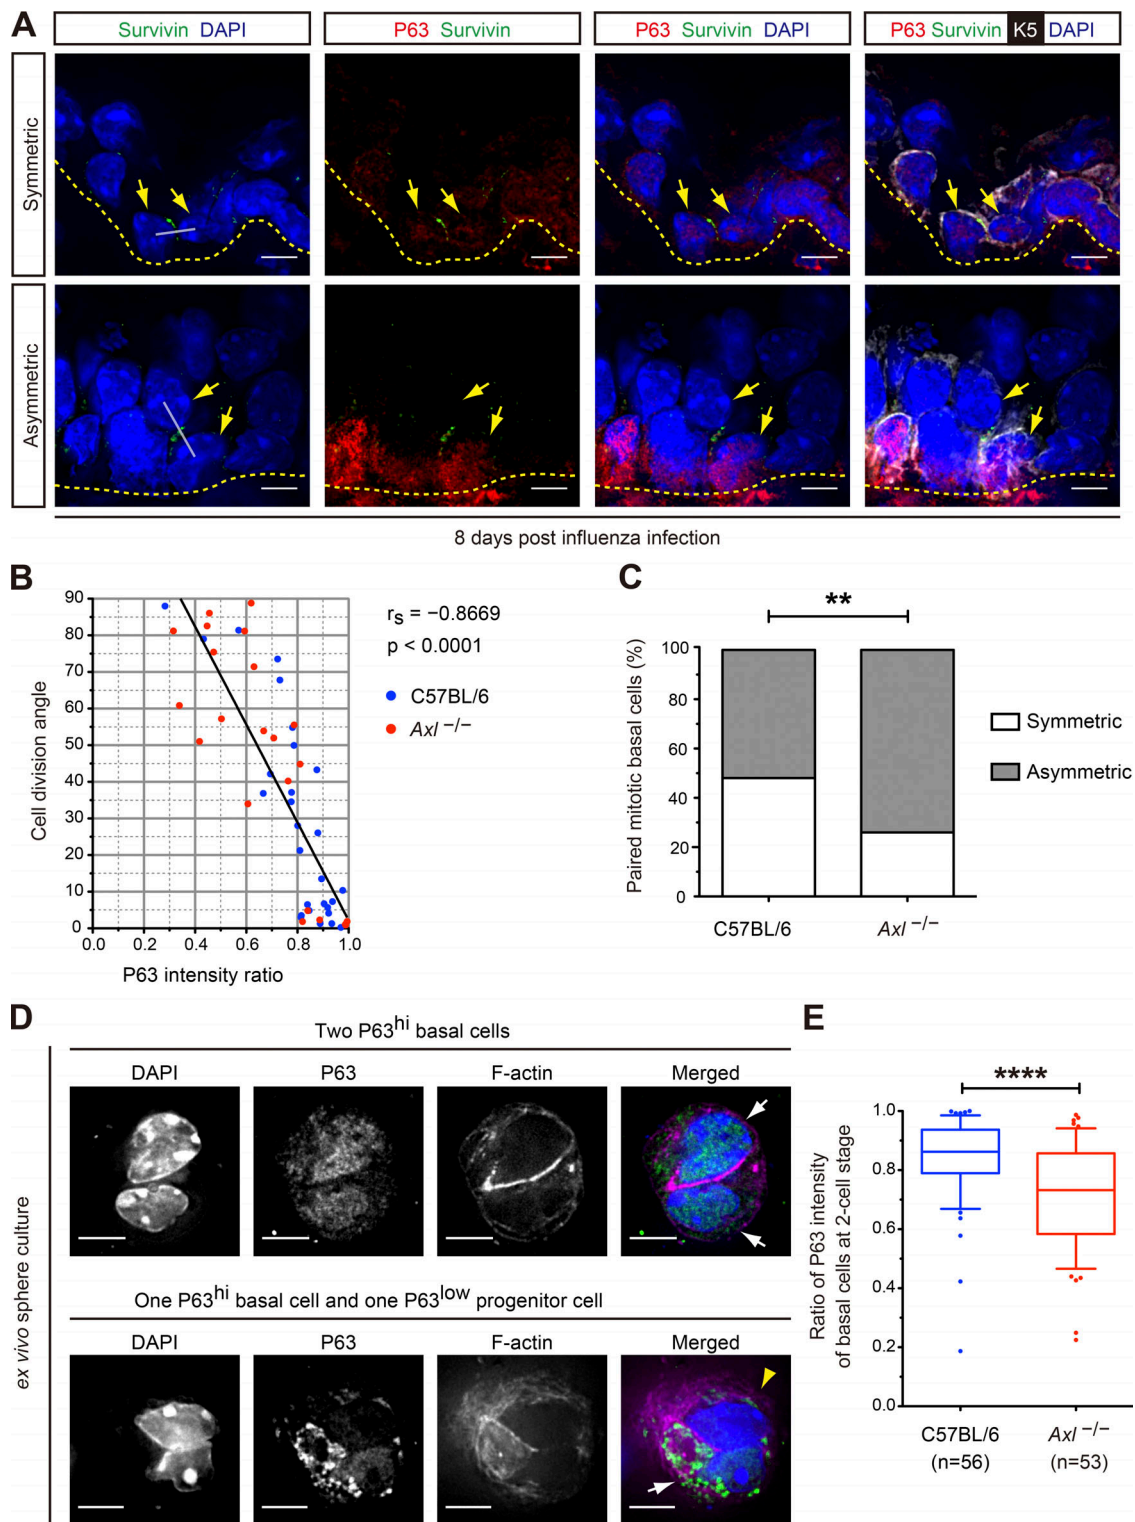 A
Survivin DAPI
P63 Survivin
P63 Survivin DAPI
P63 Survivin K5 DAPI
Symmetric
Asymmetric
8 days post influenza infection
B
90
80
70
60
50
40
30
20
10
0
0.0 0.2 0.4 0.6 0.8 1.0
Cell division angle
P63 intensity ratio
rs = −0.8669
p < 0.0001
C57BL/6
Axl −/−
C
**
Paired mitotic basal cells (%)
100
80
60
40
20
0
C57BL/6
Axl −/−
Symmetric
Asymmetric
D
ex vivo sphere culture
Two P63hi basal cells
DAPI
P63
F-actin
Merged
One P63hi basal cell and one P63low progenitor cell
DAPI
P63
F-actin
Merged
E
****
Ratio of P63 intensity
of basal cells at 2-cell stage
1.0
0.8
0.6
0.4
0.2
0.0
C57BL/6
(n=56)
Axl −/−
(n=53)